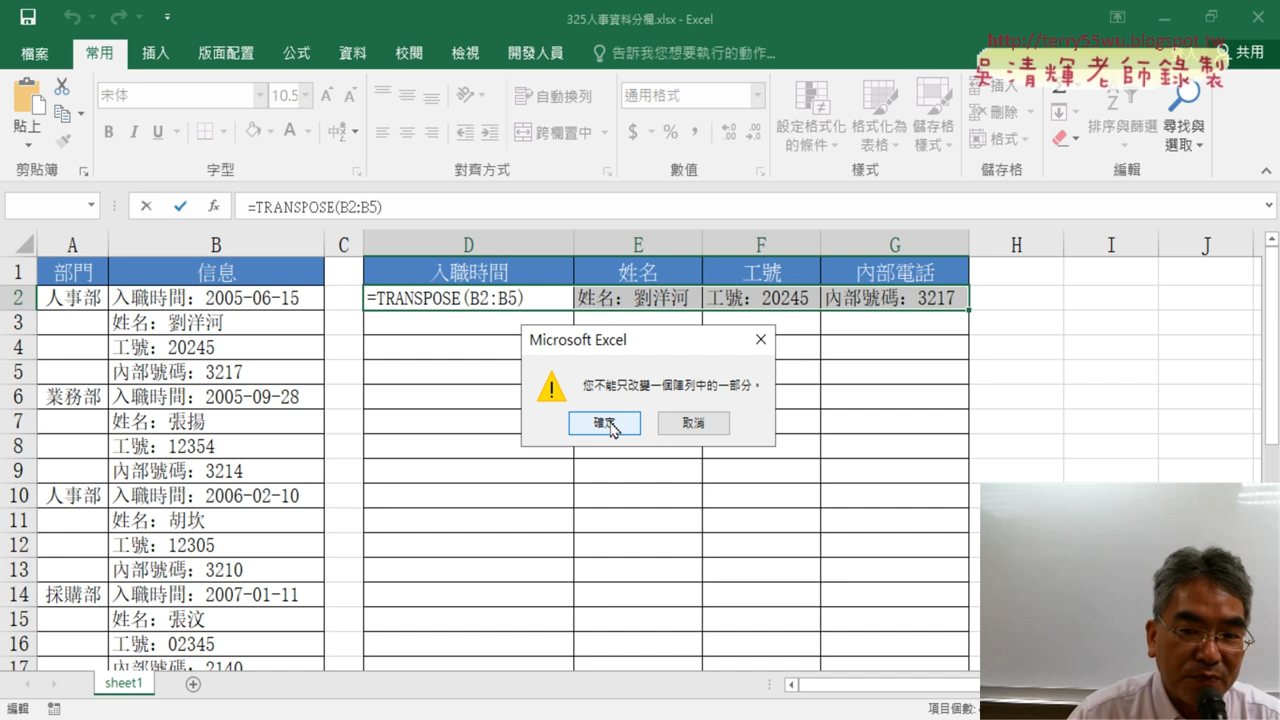 325人事資料分欄.xlsx - Excel
http://terry55wu.blogspot.tw
吳清輝老師錄製
檔案 常用 插入 版面配置 公式 資料 校閱 檢視 開發人員 告訴我您想要執行的動作... 共用
宋体 10.5
貼上
B I U
自動換列
跨欄置中
通用格式
設定格式化的條件
格式化為表格
儲存格樣式
插入
刪除
格式
排序與篩選
尋找與選取
剪貼簿 字型 對齊方式 數值 樣式 儲存格 編輯
=TRANSPOSE(B2:B5)
A B C D E F G H I J
1 部門 信息 入職時間 姓名 工號 內部電話
2 人事部 入職時間：2005-06-15 =TRANSPOSE(B2:B5) 姓名：劉洋河 工號：20245 內部號碼：3217
3 姓名：劉洋河
4 工號：20245
5 內部號碼：3217
6 業務部 入職時間：2005-09-28
7 姓名：張揚
8 工號：12354
9 內部號碼：3214
10 人事部 入職時間：2006-02-10
11 姓名：胡坎
12 工號：12305
13 內部號碼：3210
14 採購部 入職時間：2007-01-11
15 姓名：張汶
16 工號：02345
17 內部號碼：2140
Microsoft Excel
您不能只改變一個陣列中的一部分。
確定 取消
sheet1
編輯
項目個數: